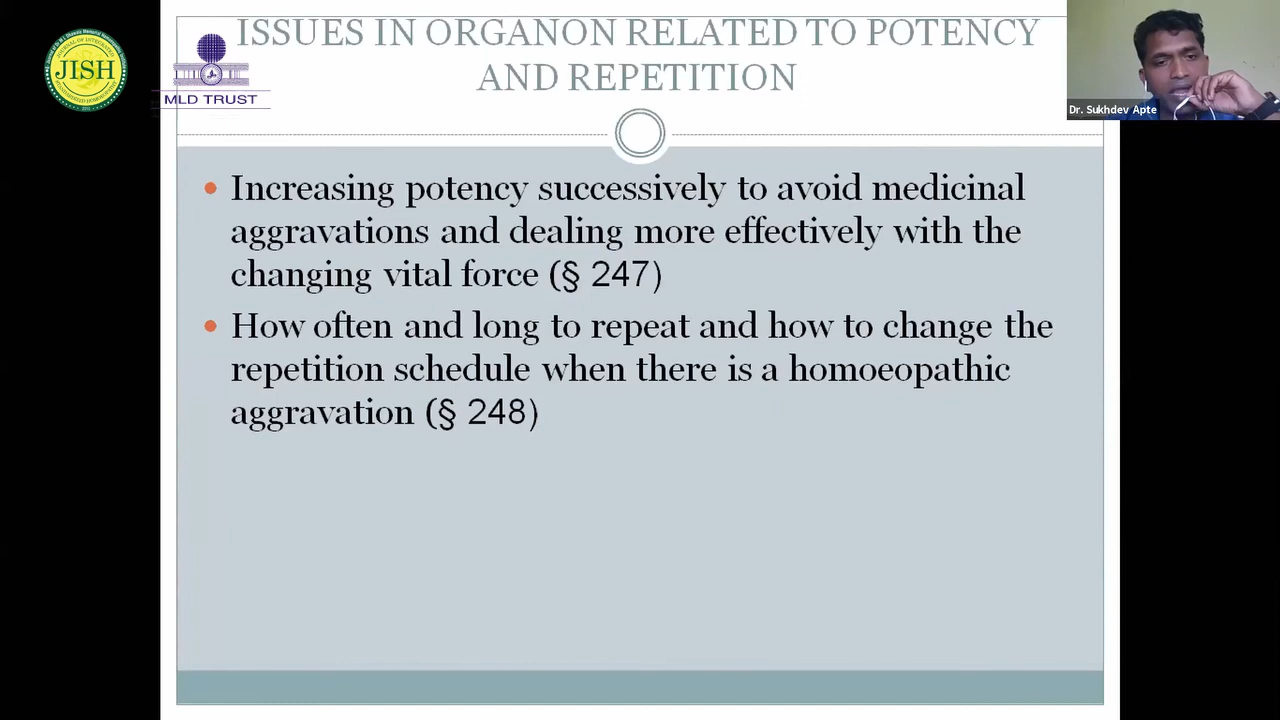 ISSUES IN ORGANON RELATED TO POTENCY
AND REPETITION
JISH
MLD TRUST
Dr. Sukhdev Apte
• Increasing potency successively to avoid medicinal
aggravations and dealing more effectively with the
changing vital force (§ 247)
• How often and long to repeat and how to change the
repetition schedule when there is a homoeopathic
aggravation (§ 248)